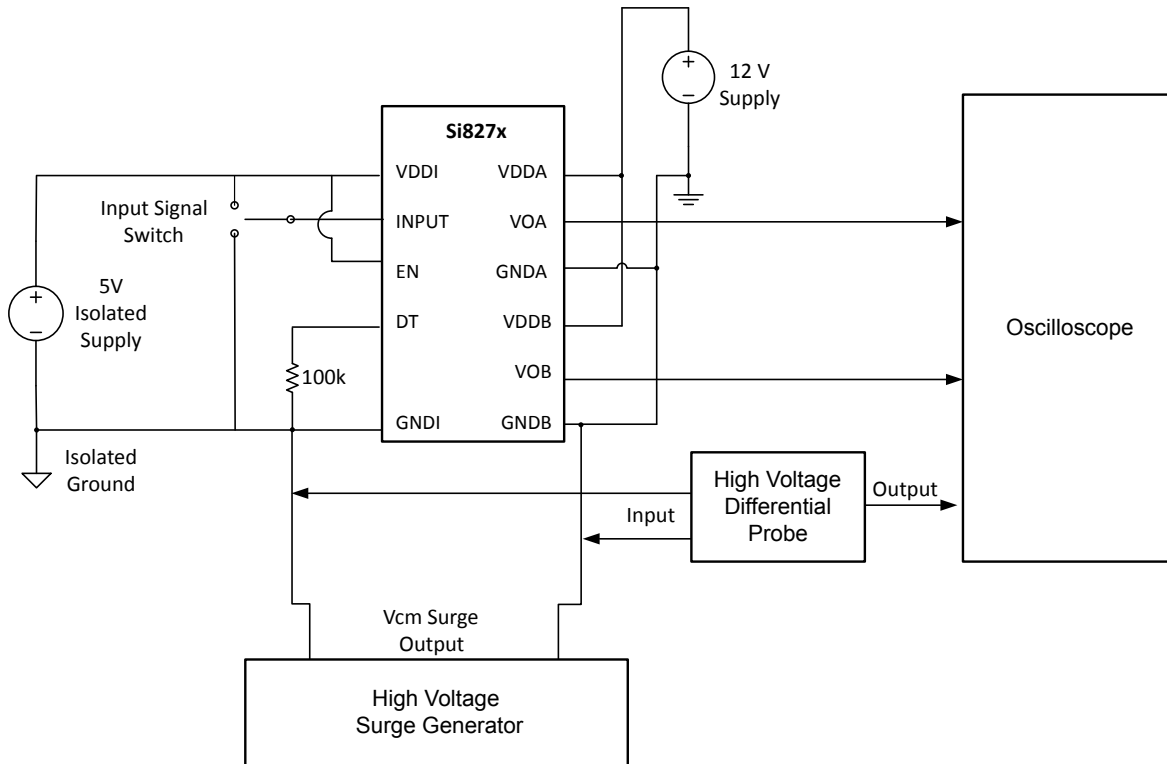 12 V
Supply
Si827x
VDDI
VDDA
Input Signal
Switch
INPUT
VOA
EN
GNDA
5V
Isolated
Supply
DT
VDDB
Oscilloscope
100k
VOB
GNDI
GNDB
Isolated
Ground
High Voltage
Differential
Probe
Output
Input
Vcm Surge
Output
High Voltage
Surge Generator